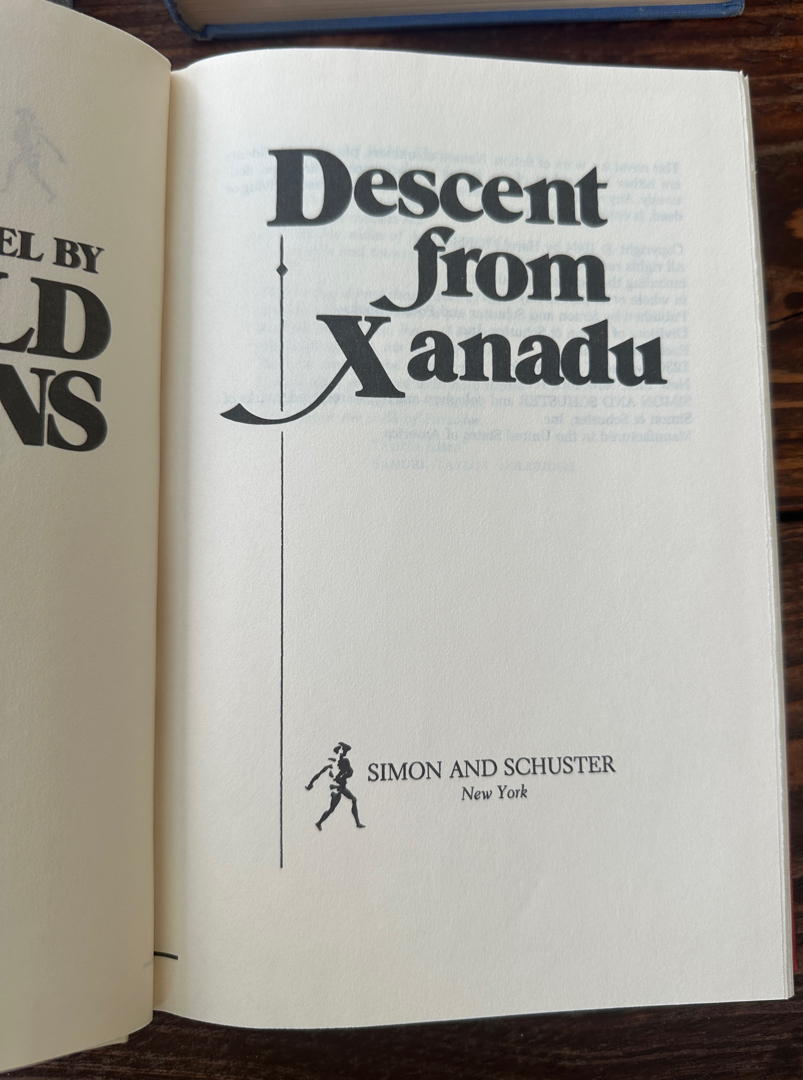 EL BY
LD
NS
Descent
from
Xanadu
SIMON AND SCHUSTER
New York